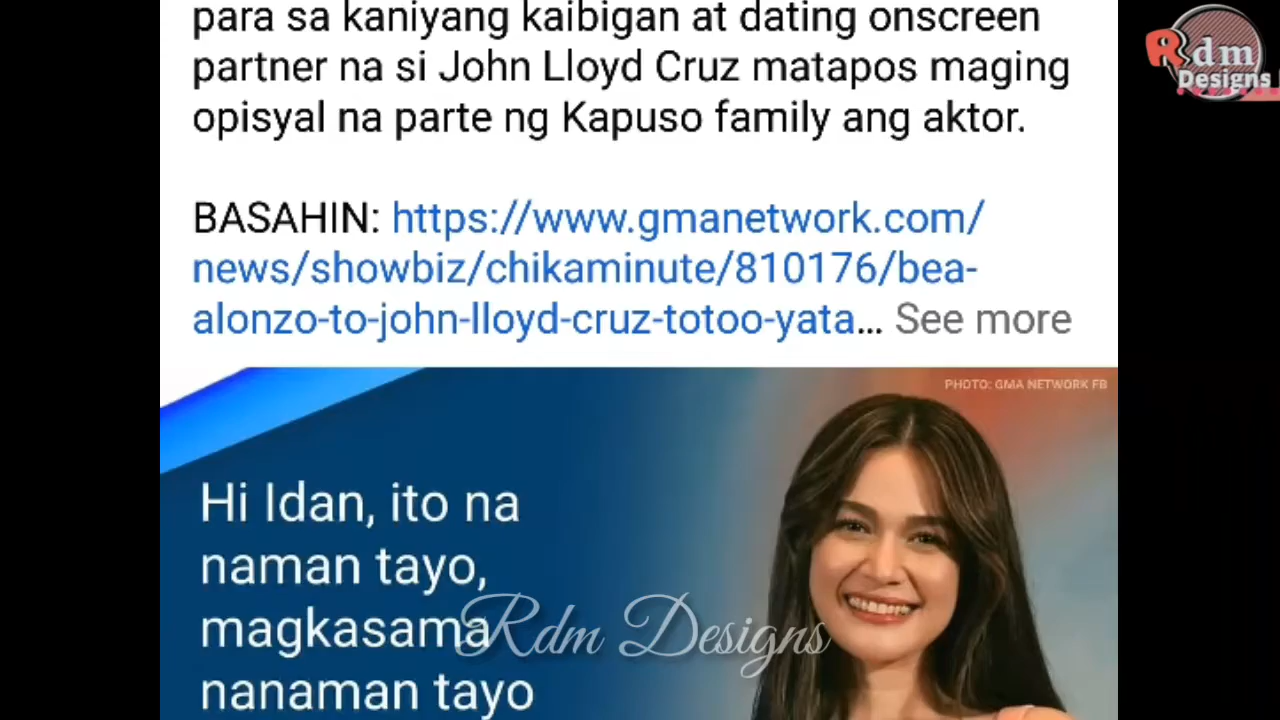 para sa kaniyang kaibigan at dating onscreen
partner na si John Lloyd Cruz matapos maging
opisyal na parte ng Kapuso family ang aktor.
BASAHIN: https://www.gmanetwork.com/
news/showbiz/chikaminute/810176/bea-
alonzo-to-john-lloyd-cruz-totoo-yata... See more
PHOTO: GMA NETWORK FB
Hi Idan, ito na
naman tayo,
magkasama
nanaman tayo
Rdm Designs
Rdm
Designs